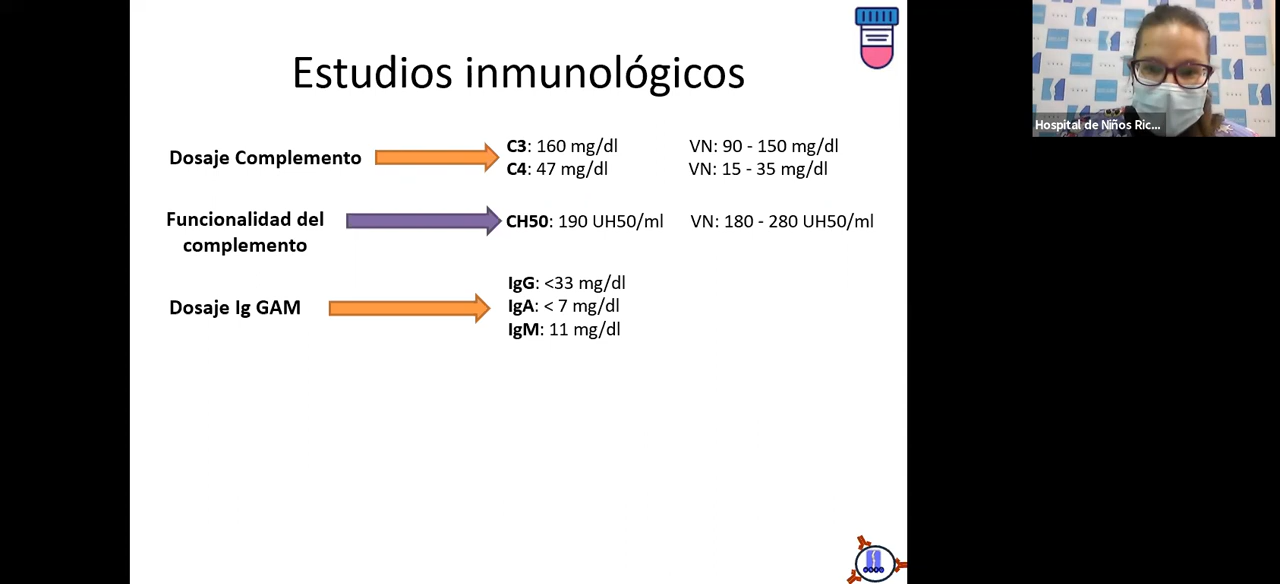 Estudios inmunológicos
Dosaje Complemento
C3: 160 mg/dl
VN: 90 - 150 mg/dl
C4: 47 mg/dl
VN: 15 - 35 mg/dl
Funcionalidad del
complemento
CH50: 190 UH50/ml
VN: 180 - 280 UH50/ml
Dosaje Ig GAM
IgG: <33 mg/dl
IgA: < 7 mg/dl
IgM: 11 mg/dl
Hospital de Niños Ric...